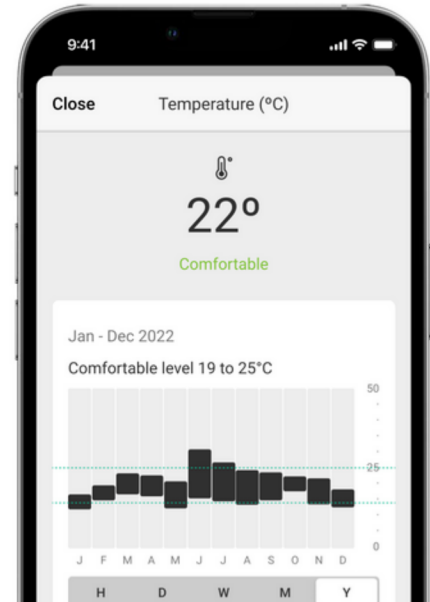 9:41
Close Temperature (ºC)
22º
Comfortable
Jan - Dec 2022
Comfortable level 19 to 25°C
50
25
0
J F M A M J J A S O N D
H D W M Y